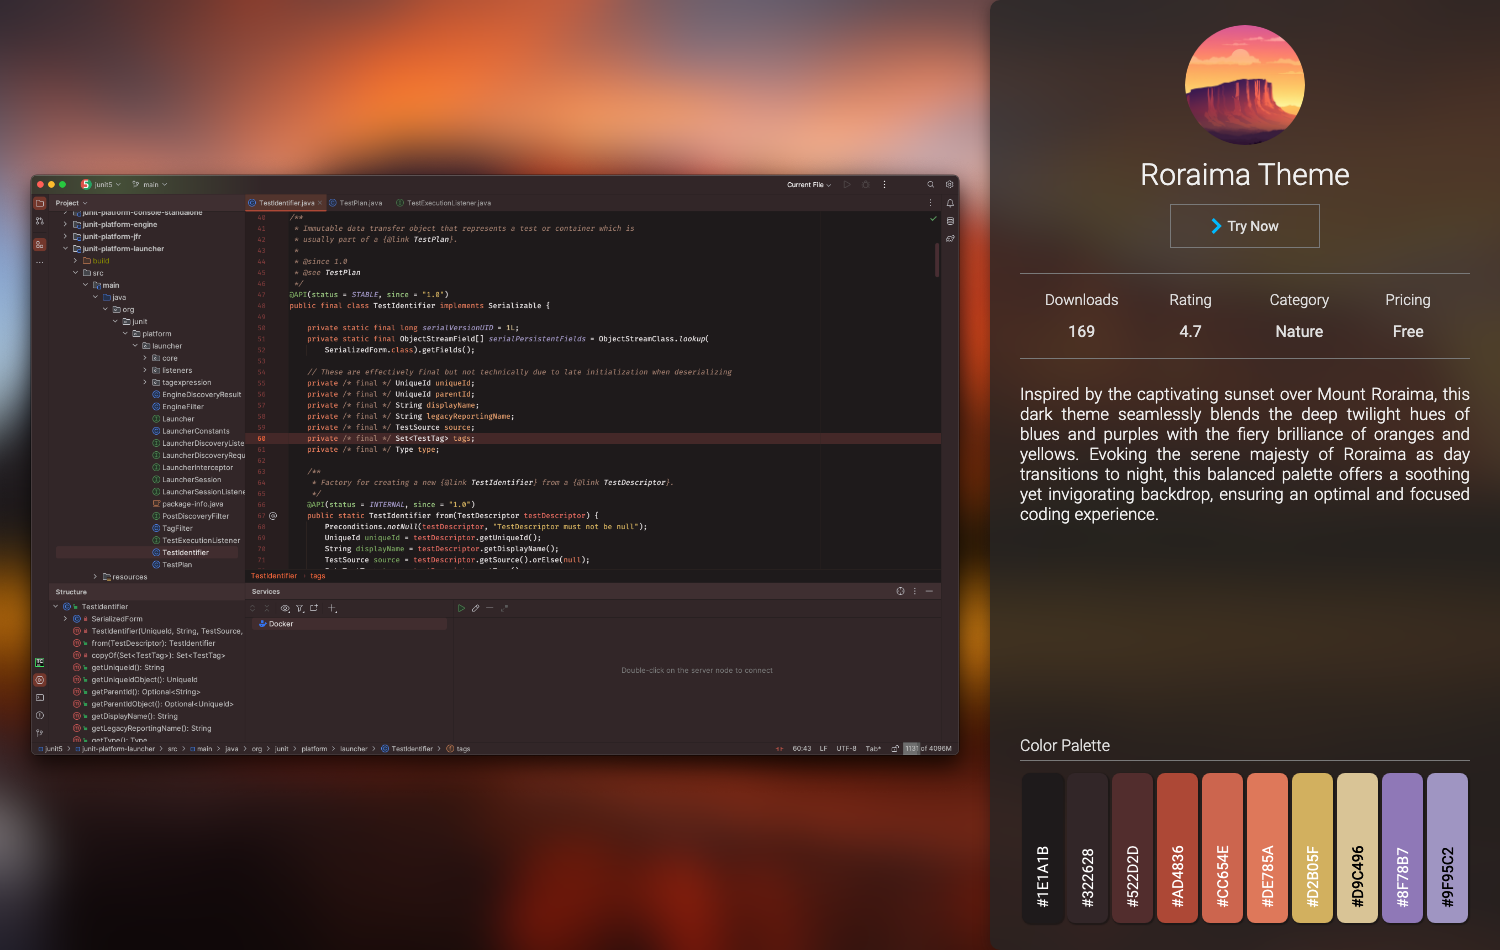 junit5
main
Current File
Project
junit-platform-console-standalone
junit-platform-engine
junit-platform-jfr
junit-platform-launcher
build
src
main
java
org
junit
platform
launcher
core
listeners
tagexpression
EngineDiscoveryResult
EngineFilter
Launcher
LauncherConstants
LauncherDiscoveryListe
LauncherDiscoveryRequ
LauncherInterceptor
LauncherSession
LauncherSessionListene
package-info.java
PostDiscoveryFilter
TagFilter
TestExecutionListener
TestIdentifier
TestPlan
resources
TestIdentifier.java
TestPlan.java
TestExecutionListener.java
40 /**
41 * Immutable data transfer object that represents a test or container which is
42 * usually part of a {@link TestPlan}.
43 *
44 * @since 1.0
45 * @see TestPlan
46 */
47 @API(status = STABLE, since = "1.0")
48 public final class TestIdentifier implements Serializable {
49
50 private static final long serialVersionUID = 1L;
51 private static final ObjectStreamField[] serialPersistentFields = ObjectStreamClass.lookup(
52 SerializedForm.class).getFields();
53
54 // These are effectively final but not technically due to late initialization when deserializing
55 private /* final */ UniqueId uniqueId;
56 private /* final */ UniqueId parentId;
57 private /* final */ String displayName;
58 private /* final */ String legacyReportingName;
59 private /* final */ TestSource source;
60 private /* final */ Set<TestTag> tags;
61 private /* final */ Type type;
62
63 /**
64 * Factory for creating a new {@link TestIdentifier} from a {@link TestDescriptor}.
65 */
66 @API(status = INTERNAL, since = "1.0")
67 public static TestIdentifier from(TestDescriptor testDescriptor) {
68 Preconditions.notNull(testDescriptor, "TestDescriptor must not be null");
69 UniqueId uniqueId = testDescriptor.getUniqueId();
70 String displayName = testDescriptor.getDisplayName();
71 TestSource source = testDescriptor.getSource().orElse(null);
TestIdentifier
tags
Structure
TestIdentifier
SerializedForm
TestIdentifier(UniqueId, String, TestSource,
from(TestDescriptor): TestIdentifier
copyOf(Set<TestTag>): Set<TestTag>
getUniqueId(): String
getUniqueIdObject(): UniqueId
getParentId(): Optional<String>
getParentIdObject(): Optional<UniqueId>
getDisplayName(): String
getLegacyReportingName(): String
getType(): Type
Services
Docker
Double-click on the server node to connect
junit5 > junit-platform-launcher > src > main > java > org > junit > platform > launcher > TestIdentifier > tags
60:43 LF UTF-8 Tab* 1131 of 4096M
Roraima Theme
Try Now
Downloads Rating Category Pricing
169 4.7 Nature Free
Inspired by the captivating sunset over Mount Roraima, this
dark theme seamlessly blends the deep twilight hues of
blues and purples with the fiery brilliance of oranges and
yellows. Evoking the serene majesty of Roraima as day
transitions to night, this balanced palette offers a soothing
yet invigorating backdrop, ensuring an optimal and focused
coding experience.
Color Palette
#1E1A1B
#322628
#522D2D
#AD4836
#CC654E
#DE785A
#D2B05F
#D9C496
#8F78B7
#9F95C2